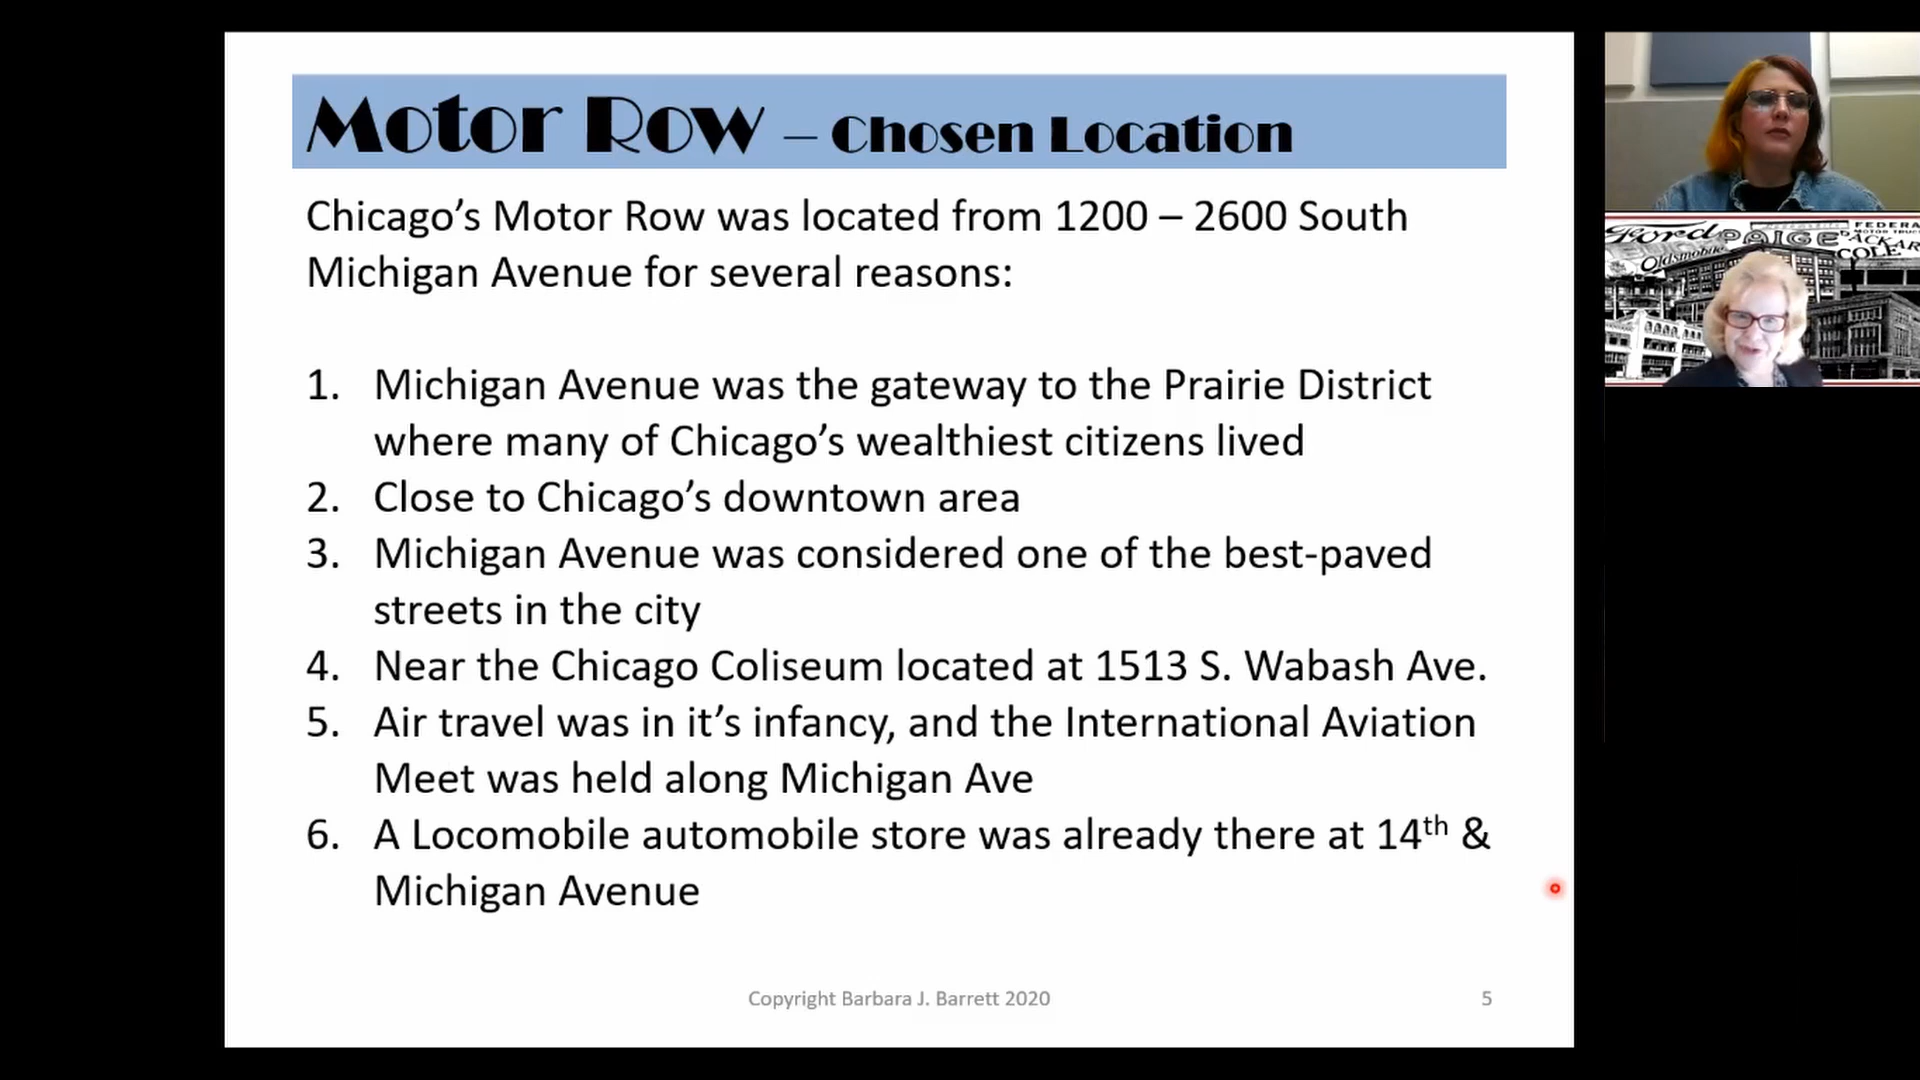 Motor Row – Chosen Location
Chicago’s Motor Row was located from 1200 – 2600 South
Michigan Avenue for several reasons:
1. Michigan Avenue was the gateway to the Prairie District
where many of Chicago’s wealthiest citizens lived
2. Close to Chicago’s downtown area
3. Michigan Avenue was considered one of the best-paved
streets in the city
4. Near the Chicago Coliseum located at 1513 S. Wabash Ave.
5. Air travel was in it’s infancy, and the International Aviation
Meet was held along Michigan Ave
6. A Locomobile automobile store was already there at 14th &
Michigan Avenue
Copyright Barbara J. Barrett 2020
5
Ford
PAIGE
Oldsmobile
COLE